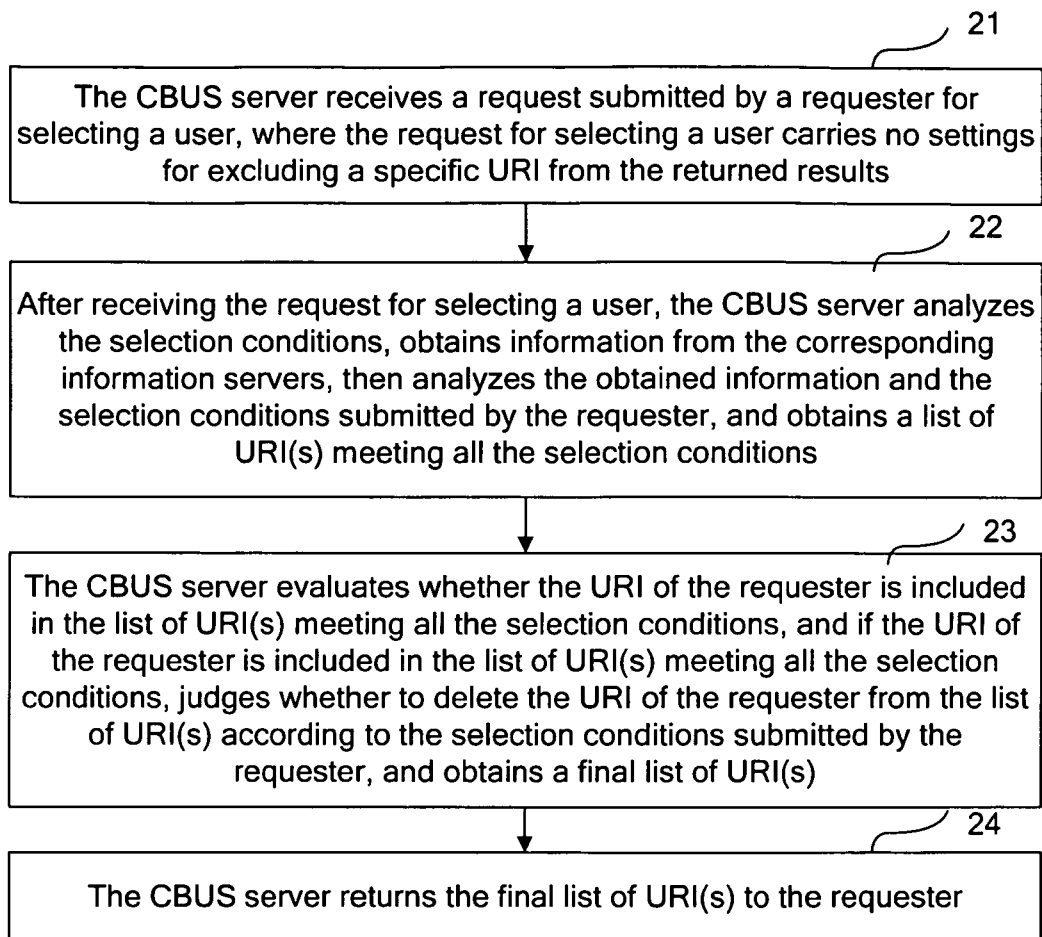 21
The CBUS server receives a request submitted by a requester for
selecting a user, where the request for selecting a user carries no settings
for excluding a specific URI from the returned results
22
After receiving the request for selecting a user, the CBUS server analyzes
the selection conditions, obtains information from the corresponding
information servers, then analyzes the obtained information and the
selection conditions submitted by the requester, and obtains a list of
URI(s) meeting all the selection conditions
23
The CBUS server evaluates whether the URI of the requester is included
in the list of URI(s) meeting all the selection conditions, and if the URI of
the requester is included in the list of URI(s) meeting all the selection
conditions, judges whether to delete the URI of the requester from the list
of URI(s) according to the selection conditions submitted by the
requester, and obtains a final list of URI(s)
24
The CBUS server returns the final list of URI(s) to the requester